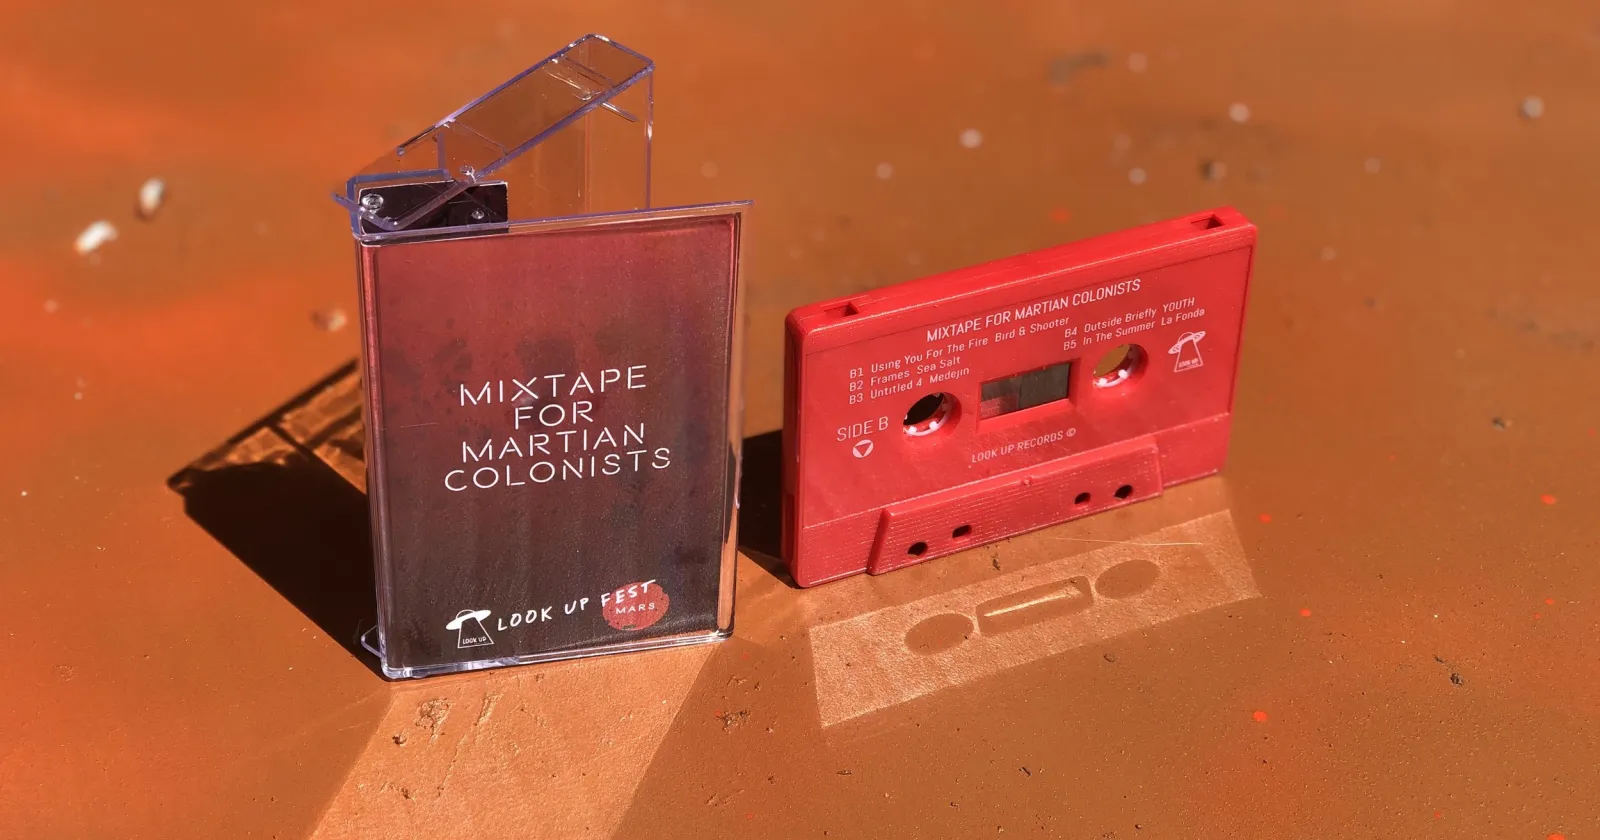 MIXTAPE
FOR
MARTIAN
COLONISTS
LOOK UP
LOOK UP FEST
MARS
MIXTAPE FOR MARTIAN COLONISTS
B1 Using You For The Fire Bird & Shooter
B2 Frames Sea Salt
B3 Untitled 4 Medejin
B4 Outside Briefly YOUTH
B5 In The Summer La Fonda
LOOK UP
SIDE B
LOOK UP RECORDS ©